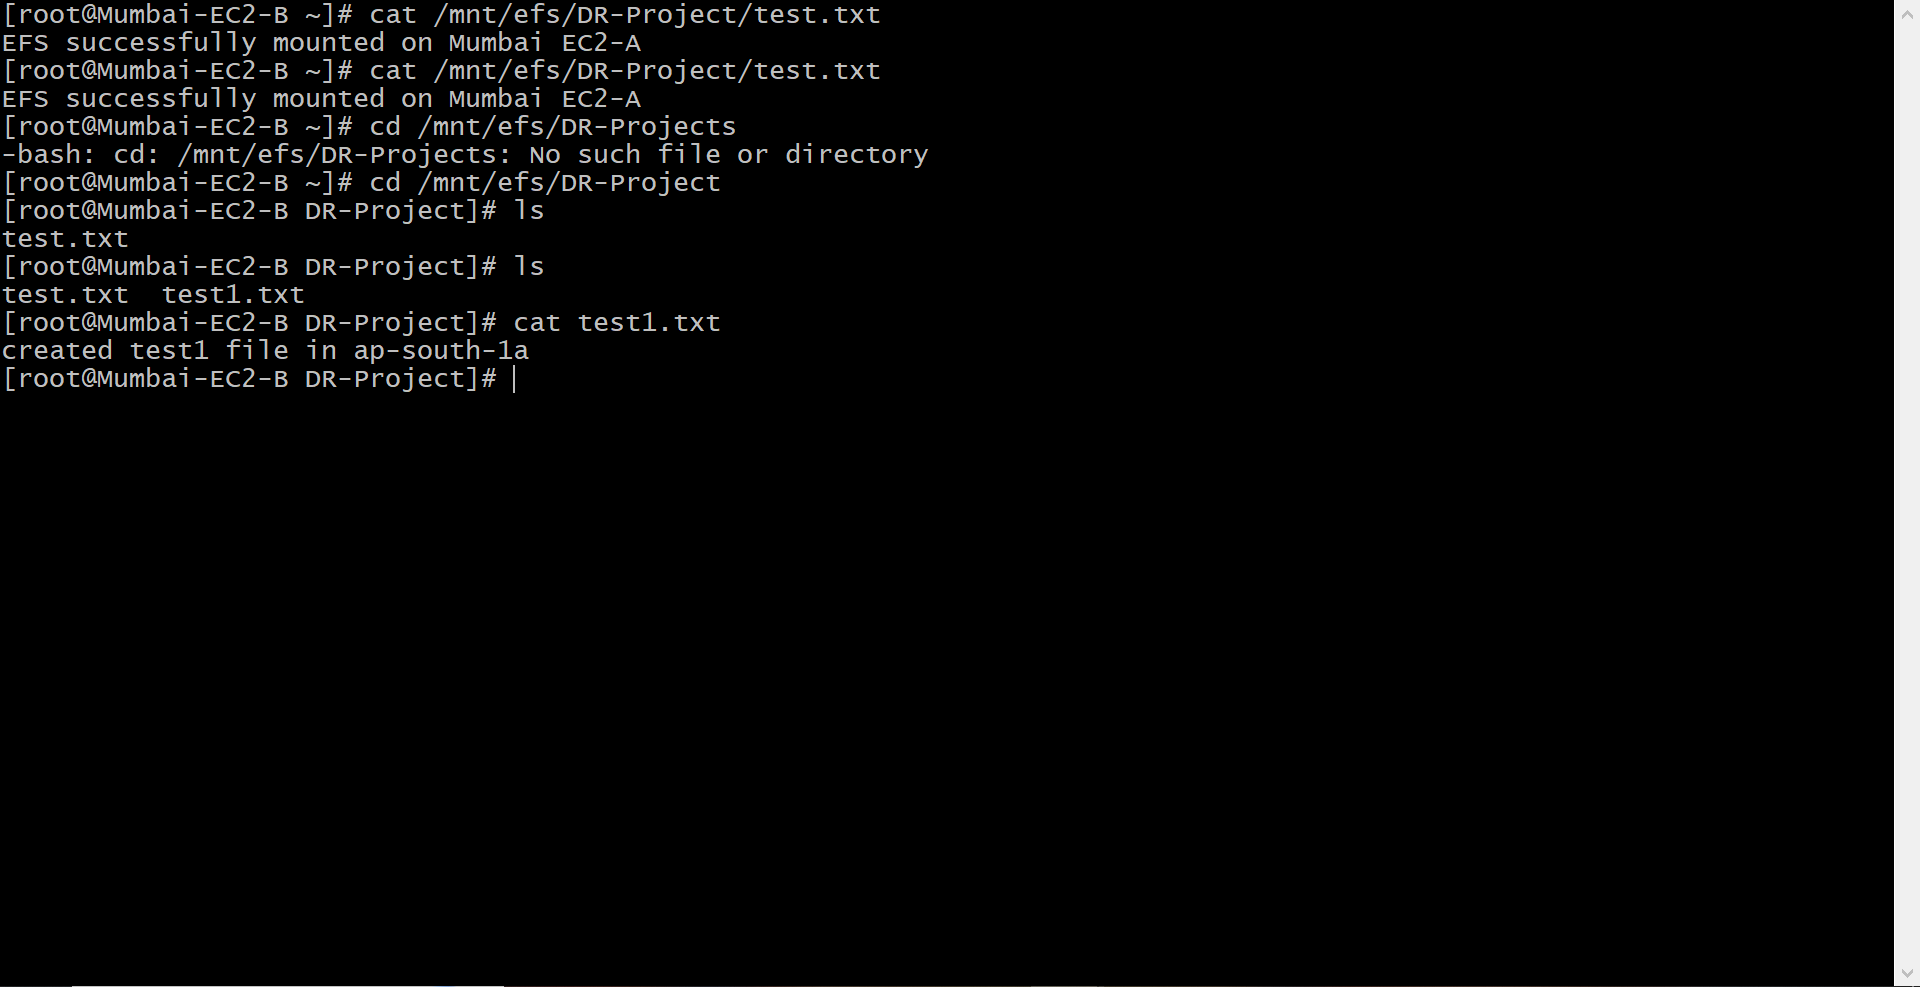 [root@Mumbai-EC2-B ~]# cat /mnt/efs/DR-Project/test.txt
EFS successfully mounted on Mumbai EC2-A
[root@Mumbai-EC2-B ~]# cat /mnt/efs/DR-Project/test.txt
EFS successfully mounted on Mumbai EC2-A
[root@Mumbai-EC2-B ~]# cd /mnt/efs/DR-Projects
-bash: cd: /mnt/efs/DR-Projects: No such file or directory
[root@Mumbai-EC2-B ~]# cd /mnt/efs/DR-Project
[root@Mumbai-EC2-B DR-Project]# ls
test.txt
[root@Mumbai-EC2-B DR-Project]# ls
test.txt  test1.txt
[root@Mumbai-EC2-B DR-Project]# cat test1.txt
created test1 file in ap-south-1a
[root@Mumbai-EC2-B DR-Project]#